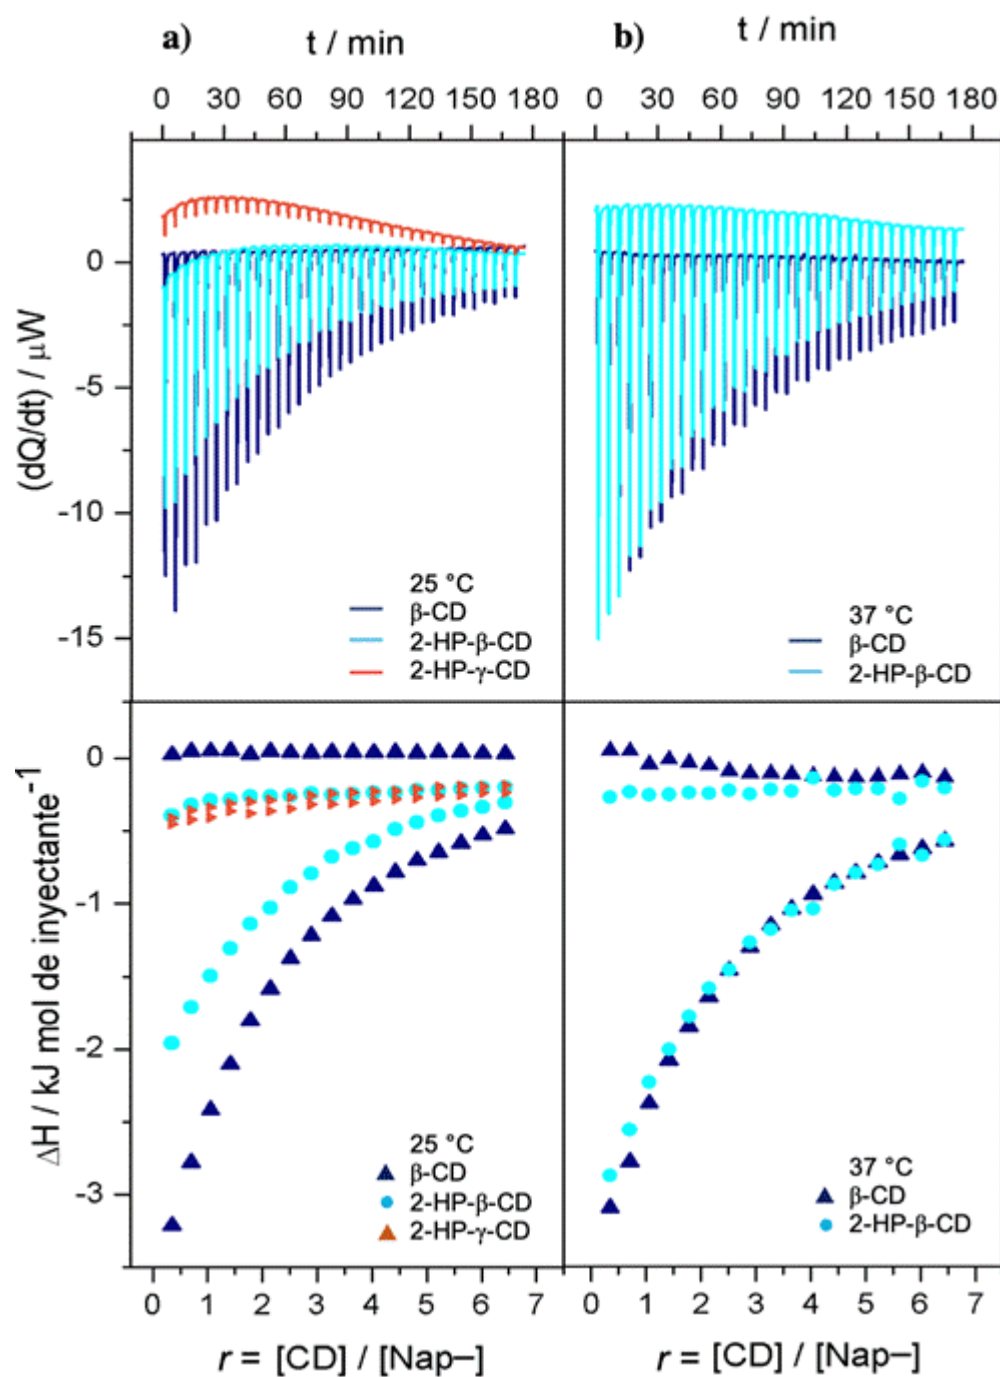 a) t / min
b) t / min
0 30 60 90 120 150 180
0 30 60 90 120 150 180
0
-5
-10
-15
(dQ/dt) / μW
25 °C
β-CD
2-HP-β-CD
2-HP-γ-CD
37 °C
β-CD
2-HP-β-CD
0
-1
-2
-3
ΔH / kJ mol de inyectante⁻¹
25 °C
β-CD
2-HP-β-CD
2-HP-γ-CD
37 °C
β-CD
2-HP-β-CD
0 1 2 3 4 5 6 7
0 1 2 3 4 5 6 7
r = [CD] / [Nap–]
r = [CD] / [Nap–]